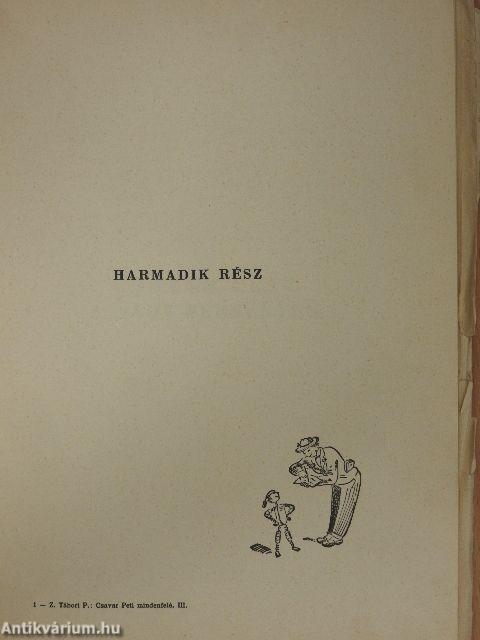 HARMADIK RÉSZ
1 — Z. Tábori P.: Csavar Peti mindenfelé. III.
Antikvárium.hu